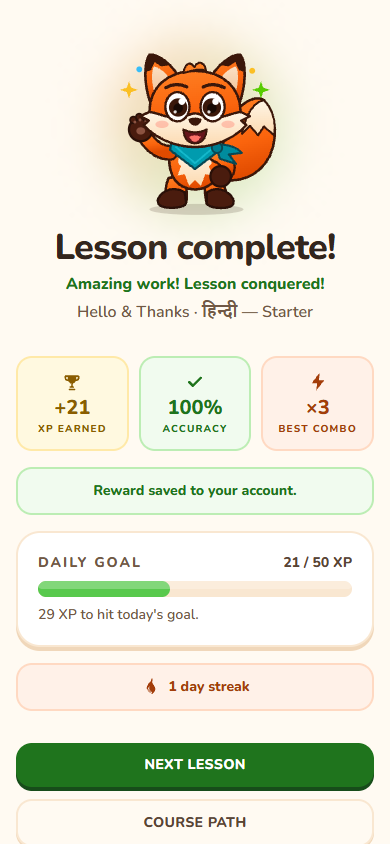 Lesson complete!
Amazing work! Lesson conquered!
Hello & Thanks · हिन्दी — Starter
+21
XP EARNED
100%
ACCURACY
×3
BEST COMBO
Reward saved to your account.
DAILY GOAL
21 / 50 XP
29 XP to hit today's goal.
1 day streak
NEXT LESSON
COURSE PATH